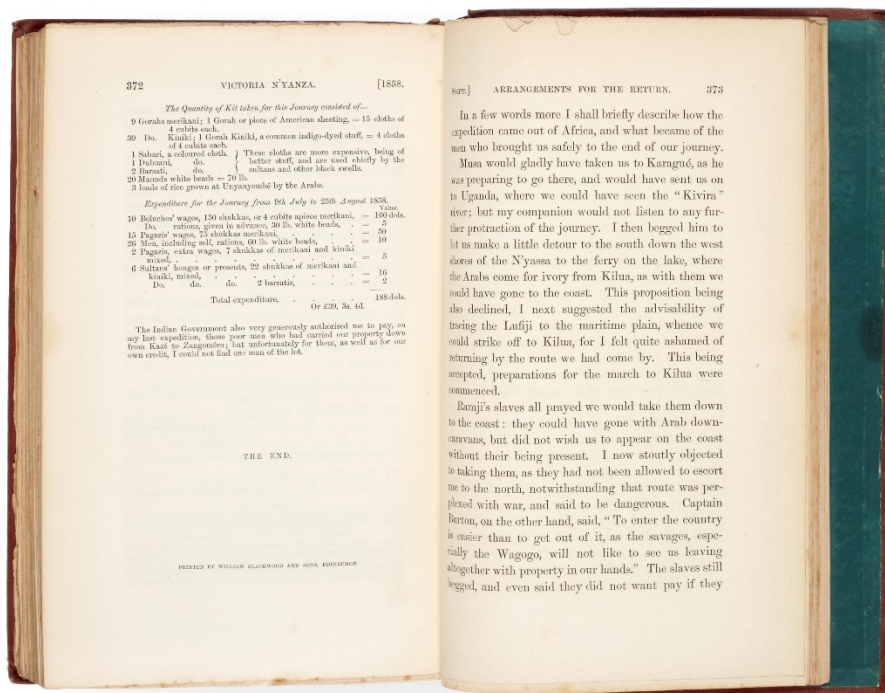 372 VICTORIA N'YANZA. [1858.
The Quantity of Kit taken for this Journey consisted of—
9 Gorahs merikani; 1 Gorah or piece of American sheeting, = 15 cloths of
4 cubits each.
30 Do. Kiniki; 1 Gorah Kiniki, a common indigo-dyed stuff, = 4 cloths
of 4 cubits each.
1 Sahari, a coloured cloth. } These cloths are more expensive, being of
1 Dubuani, do. better stuff, and are used chiefly by the
2 Barsati, do. sultans and other black swells.
20 Maunds white beads = 70 lb.
3 loads of rice grown at Unyanyembé by the Arabs.
Expenditure for the Journey from 9th July to 25th August 1858.
Value.
10 Beluches' wages, 150 shukkas, or 4 cubits apiece merikani, = 100 dols.
Do. rations, given in advance, 30 lb. white beads, . = 5
15 Pagazis' wages, 75 shukkas merikani, . . . . = 50
26 Men, including self, rations, 60 lb. white beads, . . = 10
2 Pagazis, extra wages, 7 shukkas of merikani and kiniki
mixed, . . . . . . . . . = 5
6 Sultans' hongos or presents, 22 shukkas of merikani and
kiniki, mixed, . . . . . . . = 16
Do. do. do. 2 barsatis, . . . = 2
Total expenditure, . . . . 188 dols.
Or £39, 3s. 4d.
The Indian Government also very generously authorised me to pay, on
my last expedition, those poor men who had carried our property down
from Kazé to Zungoméro; but unfortunately for them, as well as for our
own credit, I could not find one man of the lot.
THE END.
PRINTED BY WILLIAM BLACKWOOD AND SONS, EDINBURGH.
SEPT.] ARRANGEMENTS FOR THE RETURN. 373
In a few words more I shall briefly describe how the
expedition came out of Africa, and what became of the
men who brought us safely to the end of our journey.
Musa would gladly have taken us to Karagué, as he
was preparing to go there, and would have sent us on
to Uganda, where we could have seen the "Kivira"
river; but my companion would not listen to any fur-
ther protraction of the journey. I then begged him to
let us make a little detour to the south down the west
shores of the N'yassa to the ferry on the lake, where
the Arabs come for ivory from Kilua, as with them we
could have gone to the coast. This proposition being
also declined, I next suggested the advisability of
tracing the Lufiji to the maritime plain, whence we
could strike off to Kilua, for I felt quite ashamed of
returning by the route we had come by. This being
accepted, preparations for the march to Kilua were
commenced.
Ramji's slaves all prayed we would take them down
to the coast: they could have gone with Arab down-
caravans, but did not wish us to appear on the coast
without their being present. I now stoutly objected
to taking them, as they had not been allowed to escort
me to the north, notwithstanding that route was per-
plexed with war, and said to be dangerous. Captain
Burton, on the other hand, said, "To enter the country
is easier than to get out of it, as the savages, espe-
cially the Wagogo, will not like to see us leaving
altogether with property in our hands." The slaves still
begged, and even said they did not want pay if they